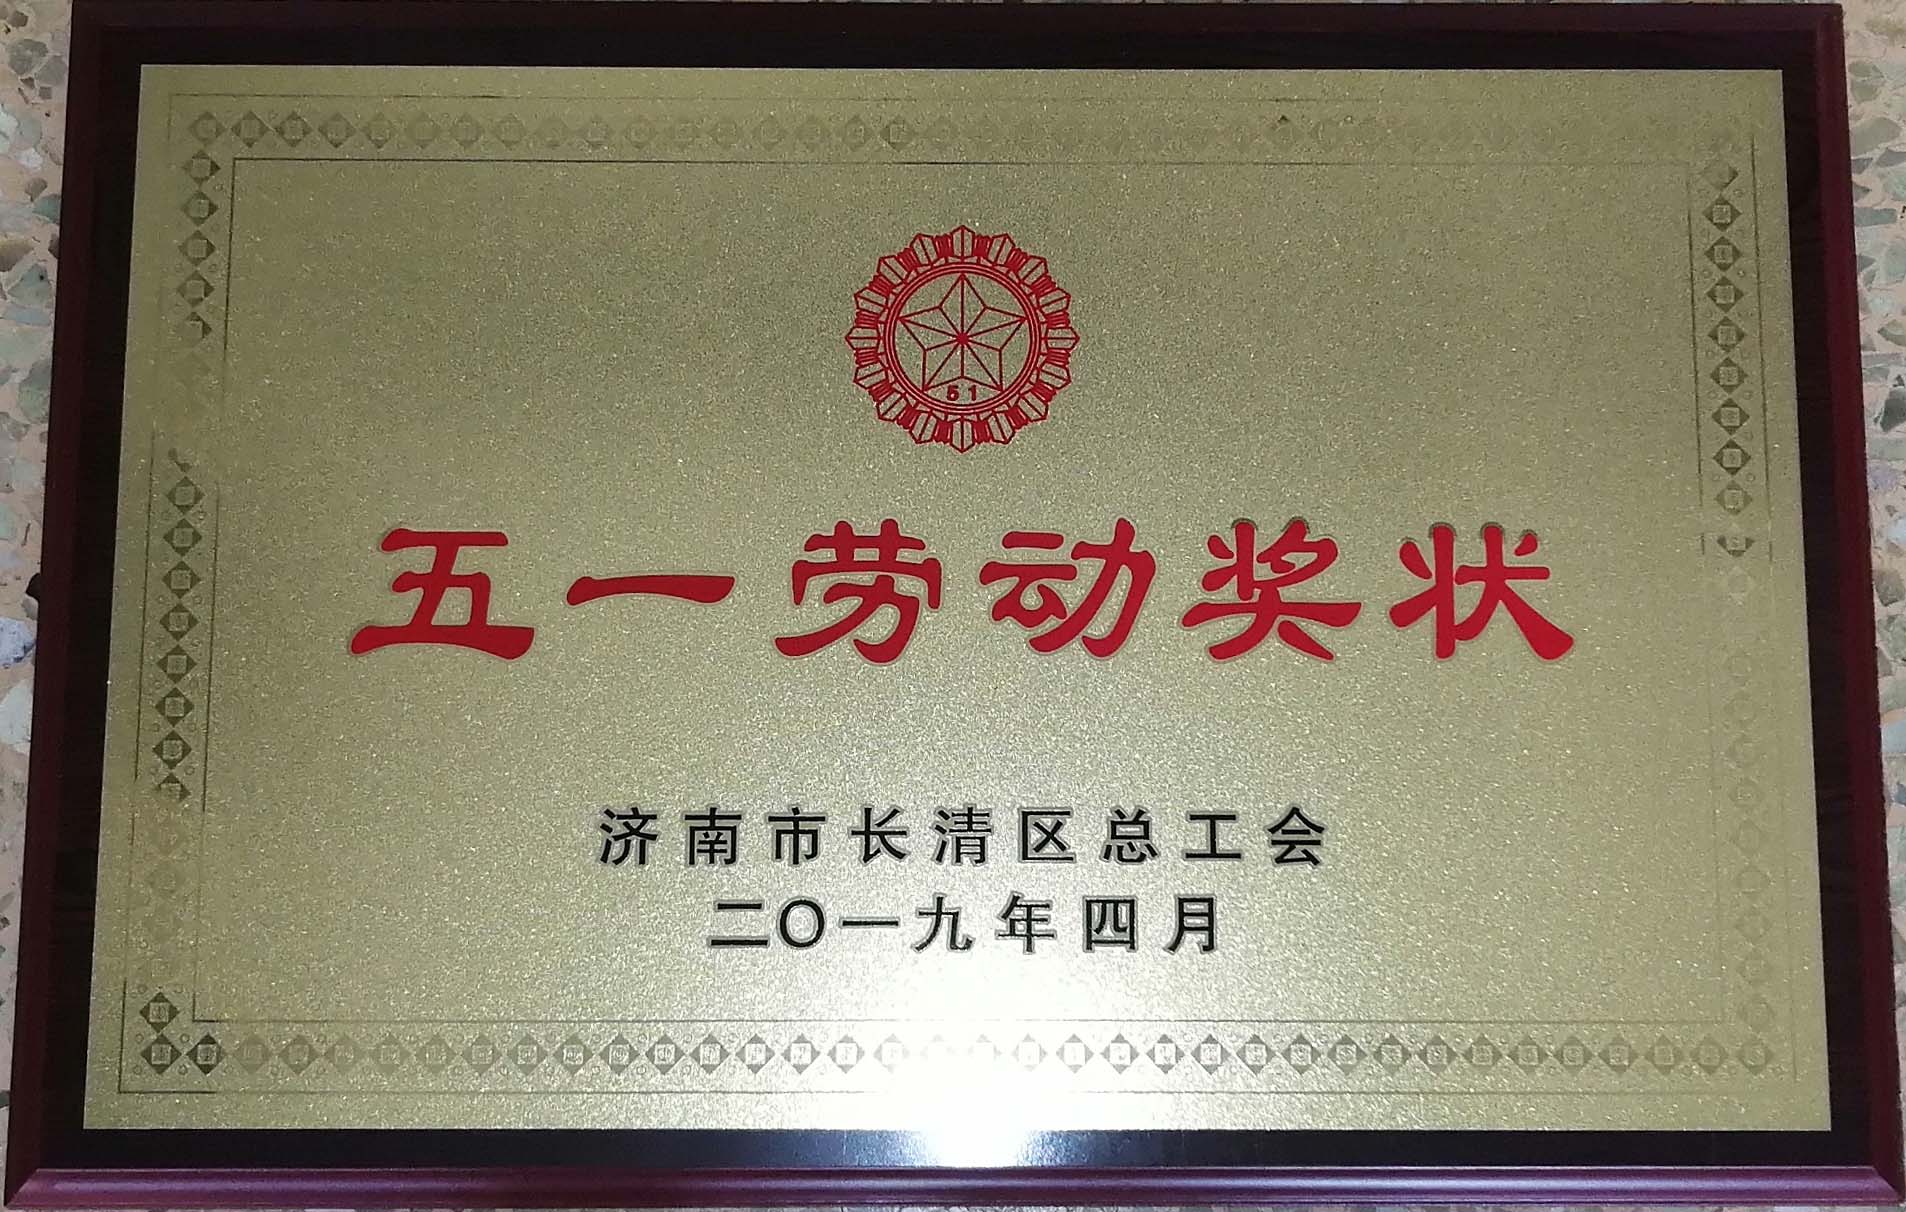 51
五一劳动奖状
济南市长清区总工会
二〇一九年四月